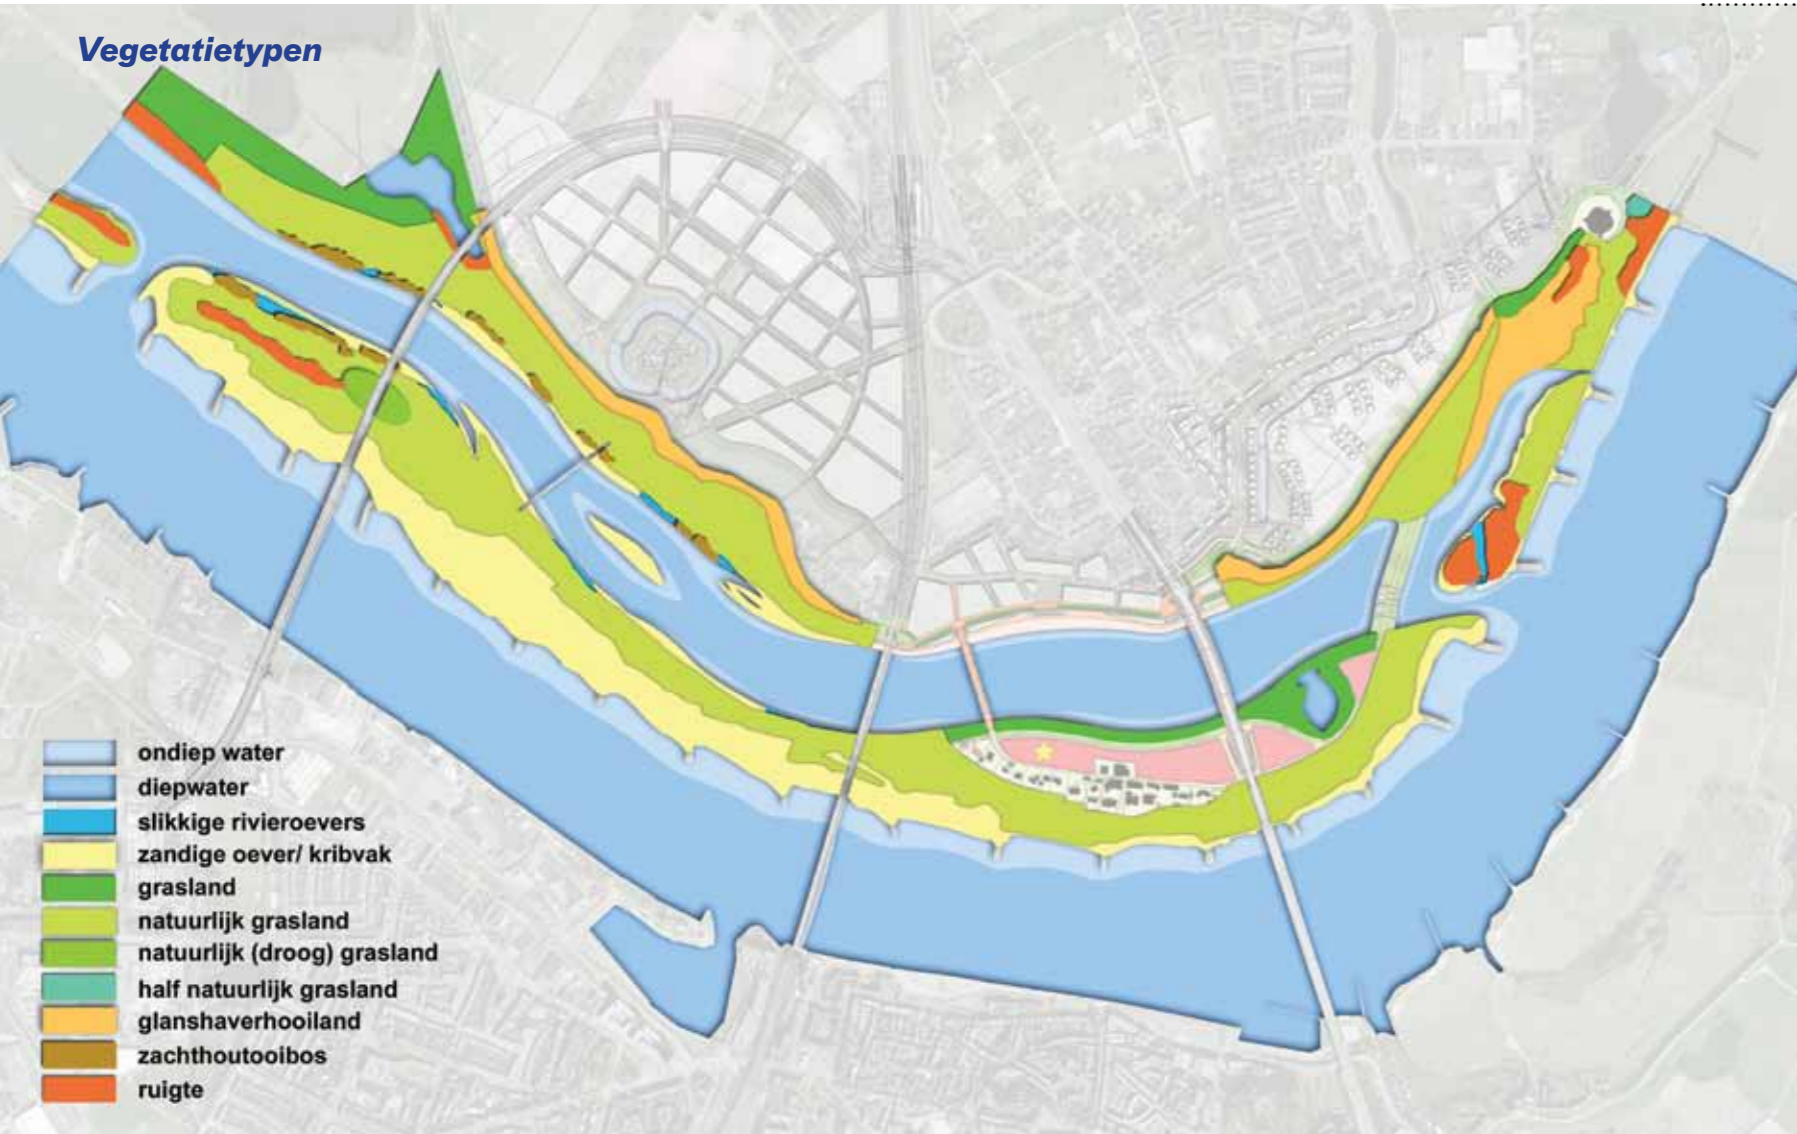 Vegetatietypen
ondiep water
diepwater
slikkige rivieroevers
zandige oever/ kribvak
grasland
natuurlijk grasland
natuurlijk (droog) grasland
half natuurlijk grasland
glanshaverhooiland
zachthoutooibos
ruigte